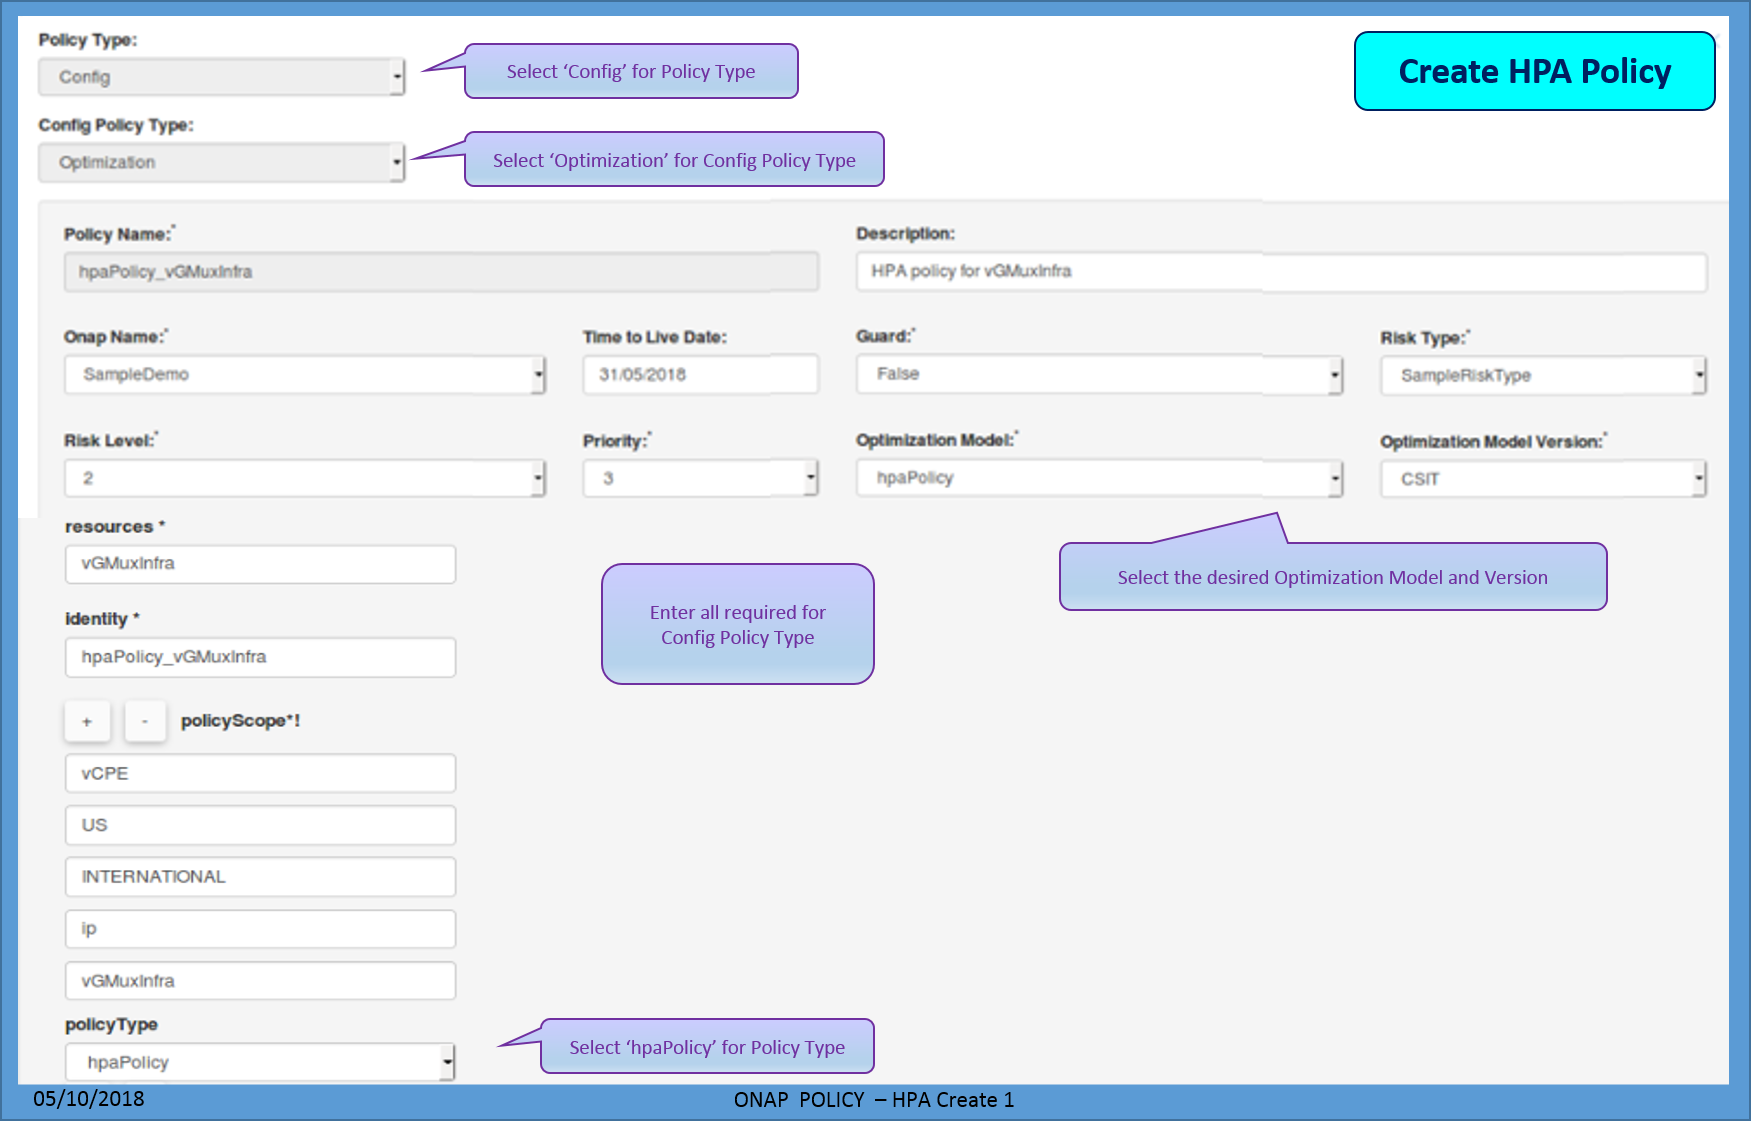 Policy Type:
Config
Select ‘Config’ for Policy Type
Create HPA Policy
Config Policy Type:
Optimization
Select ‘Optimization’ for Config Policy Type
Policy Name:*
Description:
hpaPolicy_vGMuxInfra
HPA policy for vGMuxInfra
Onap Name:*
Time to Live Date:
Guard:*
Risk Type:*
SampleDemo
31/05/2018
False
SampleRiskType
Risk Level:*
Priority:*
Optimization Model:*
Optimization Model Version:*
2
3
hpaPolicy
CSIT
resources *
vGMuxInfra
Select the desired Optimization Model and Version
Enter all required for
Config Policy Type
identity *
hpaPolicy_vGMuxInfra
+ - policyScope*!
vCPE
US
INTERNATIONAL
ip
vGMuxInfra
policyType
hpaPolicy
Select ‘hpaPolicy’ for Policy Type
05/10/2018
ONAP POLICY – HPA Create 1